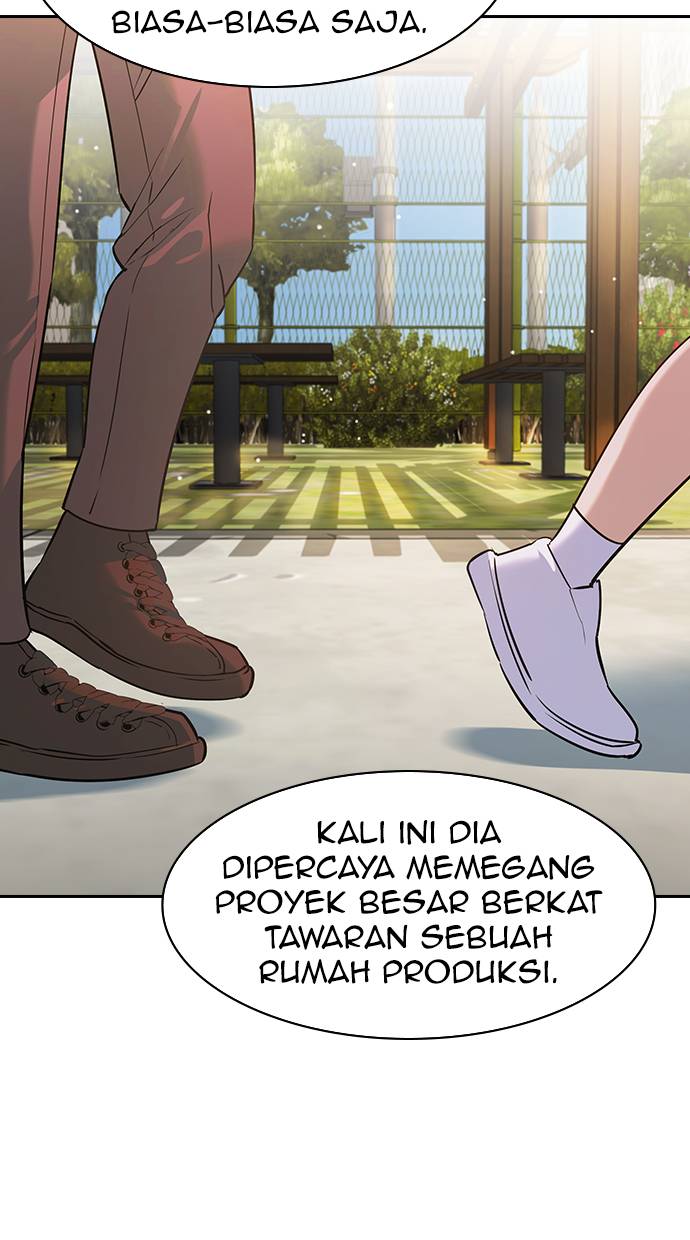 BIASA-BIASA SAJA.
KALI INI DIA
DIPERCAYA MEMEGANG
PROYEK BESAR BERKAT
TAWARAN SEBUAH
RUMAH PRODUKSI.